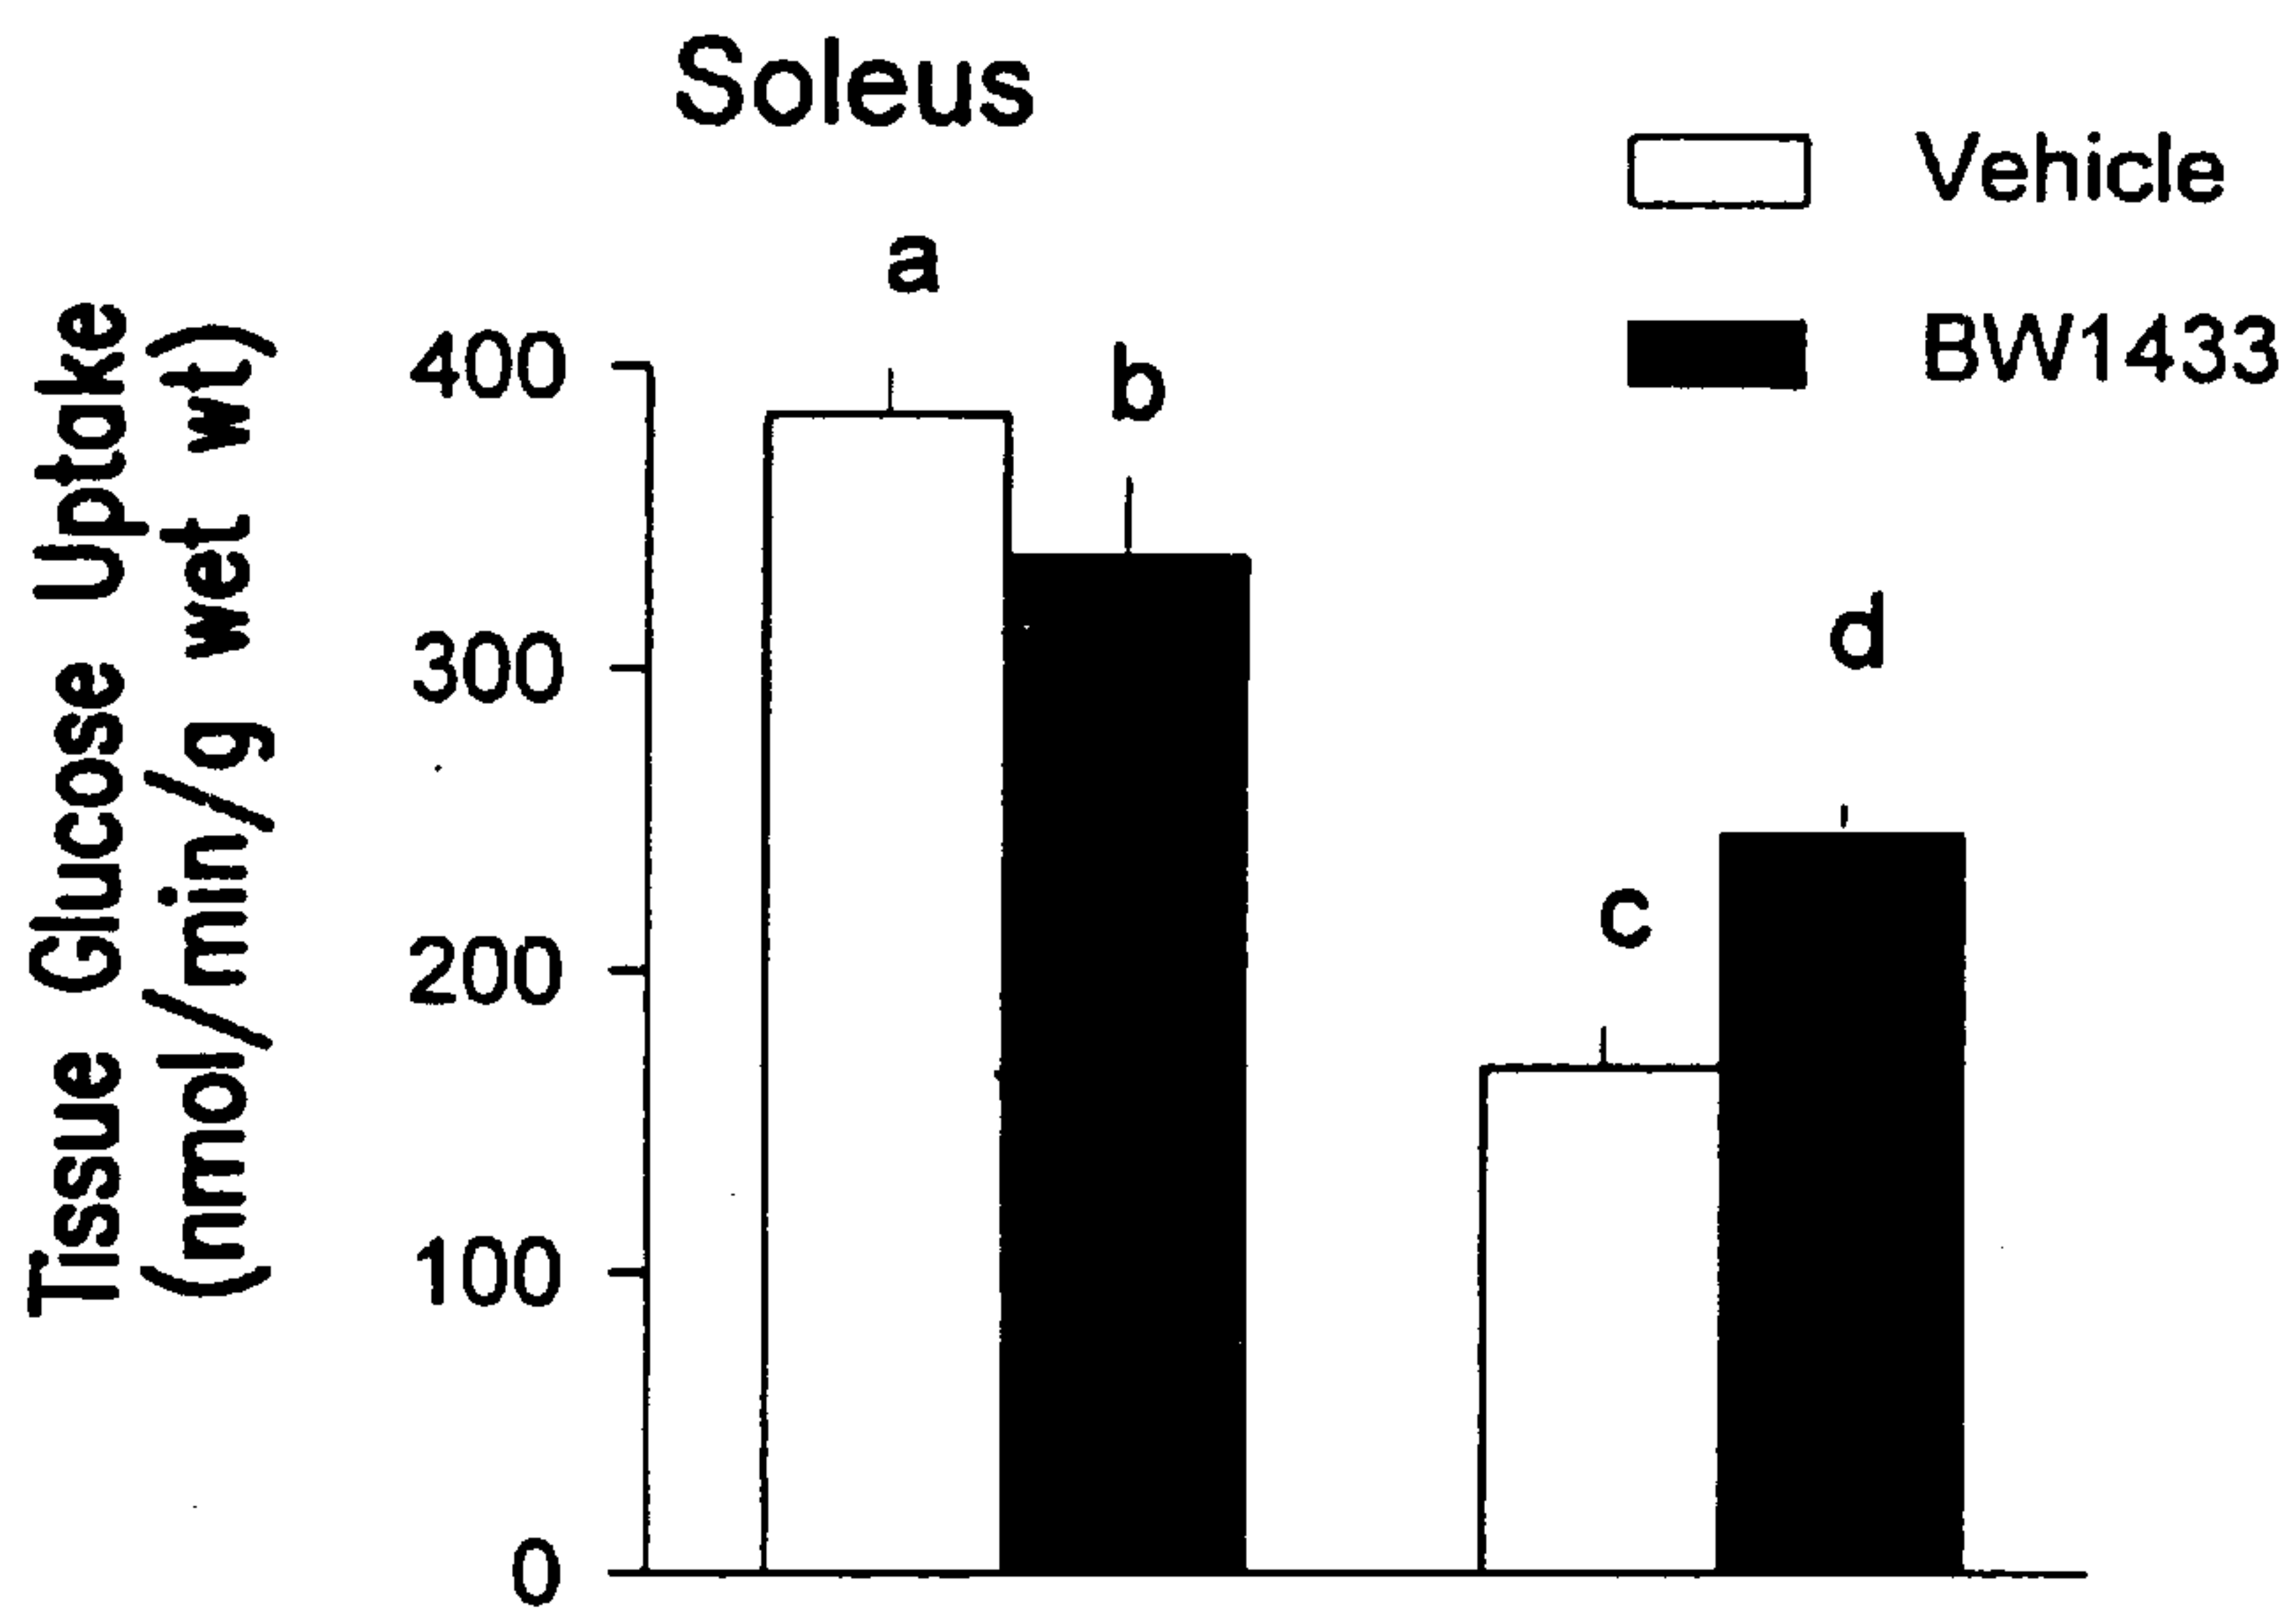 Soleus
Vehicle
BW1433
Tissue Glucose Uptake
(nmol/min/g wet wt)
400
300
200
100
0
a
b
c
d